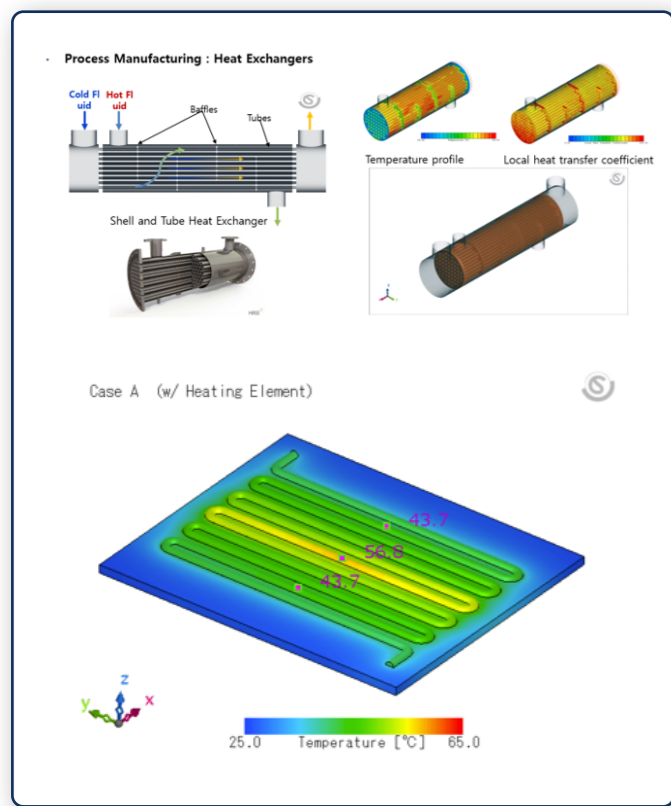 · Process Manufacturing : Heat Exchangers
Cold Fl
uid
Hot Fl
uid
Baffles
Tubes
Shell and Tube Heat Exchanger
Temperature profile
Local heat transfer coefficient
Case A (w/ Heating Element)
43.7
56.8
43.7
z
y
x
25.0 Temperature [℃] 65.0